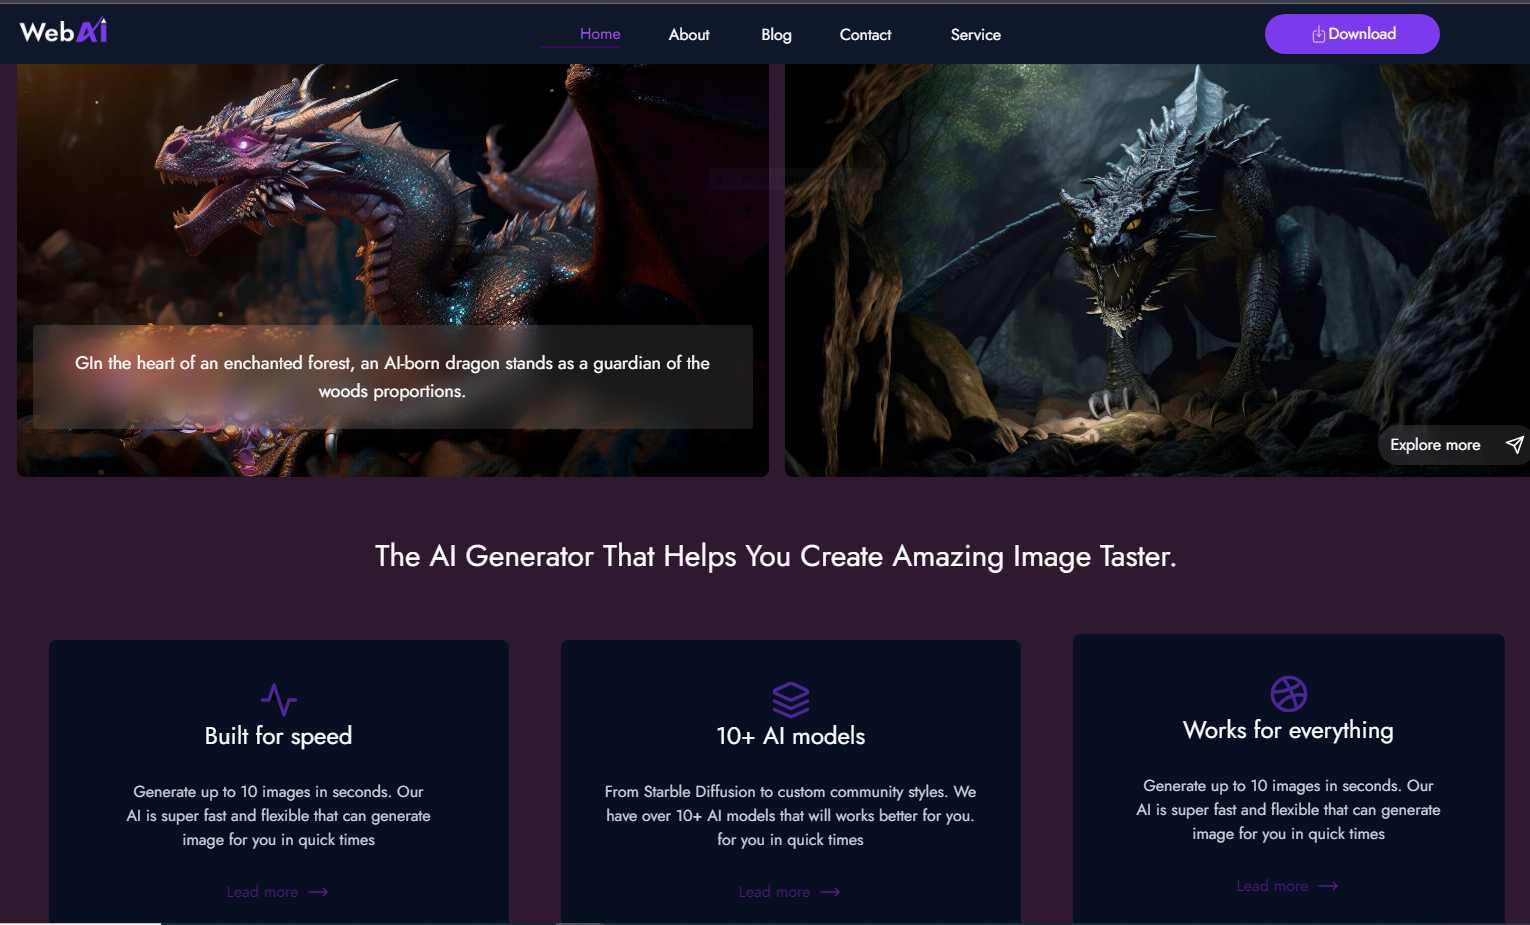 WebAi
Home
About
Blog
Contact
Service
Download
GIn the heart of an enchanted forest, an AI-born dragon stands as a guardian of the
woods proportions.
Explore more
The AI Generator That Helps You Create Amazing Image Taster.
Built for speed
Generate up to 10 images in seconds. Our
AI is super fast and flexible that can generate
image for you in quick times
Lead more
10+ AI models
From Starble Diffusion to custom community styles. We
have over 10+ AI models that will works better for you.
for you in quick times
Lead more
Works for everything
Generate up to 10 images in seconds. Our
AI is super fast and flexible that can generate
image for you in quick times
Lead more